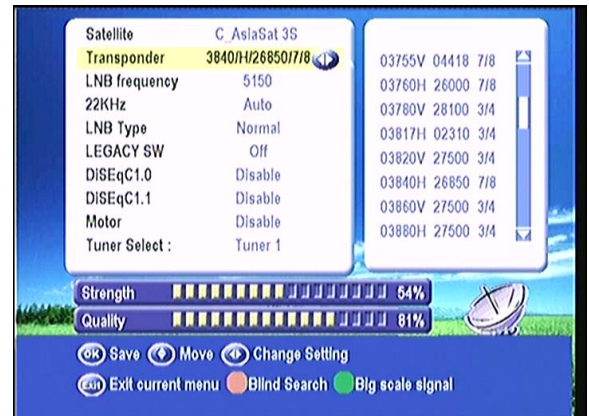 Satellite C_AsiaSat 3S
Transponder 3840/H/26850/7/8
LNB frequency 5150
22KHz Auto
LNB Type Normal
LEGACY SW Off
DISEqC1.0 Disable
DISEqC1.1 Disable
Motor Disable
Tuner Select : Tuner 1
03755V 04418 7/8
03760H 26000 7/8
03780V 28100 3/4
03817H 02310 3/4
03820V 27500 3/4
03840H 26850 7/8
03860V 27500 3/4
03880H 27500 3/4
Strength 54%
Quality 81%
OK Save Move Change Setting
Exit Exit current menu Blind Search Big scale signal